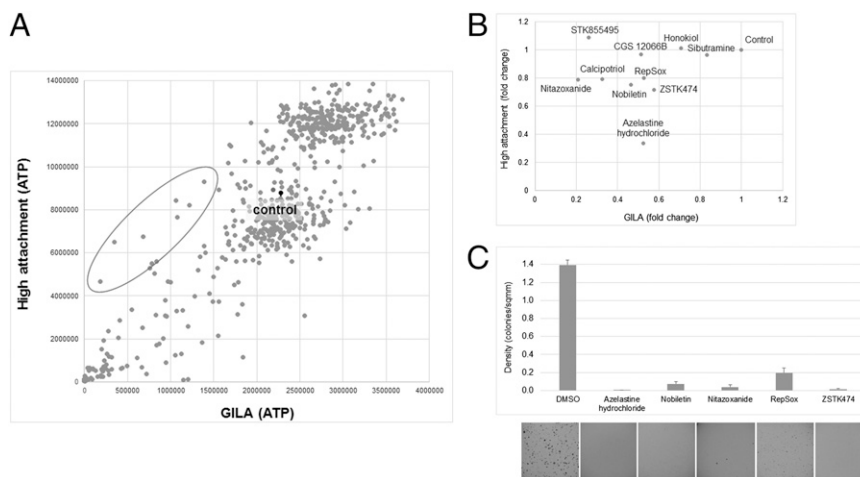 A
High attachment (ATP)
14000000
12000000
10000000
8000000
6000000
4000000
2000000
0
control
0 500000 1000000 1500000 2000000 2500000 3000000 3500000 4000000
GILA (ATP)
B
High attachment (fold change)
1.2
1
0.8
0.6
0.4
0.2
0
STK855495
CGS 12066B
Honokiol
Sibutramine
Control
Nitazoxanide
Calcipotriol
RepSox
Nobiletin
ZSTK474
Azelastine
hydrochloride
0 0.2 0.4 0.6 0.8 1 1.2
GILA (fold change)
C
Density (colonies/sqmm)
1.4
1.2
1.0
0.8
0.6
0.4
0.2
0.0
DMSO Azelastine Nobiletin Nitazoxanide RepSox ZSTK474
hydrochloride